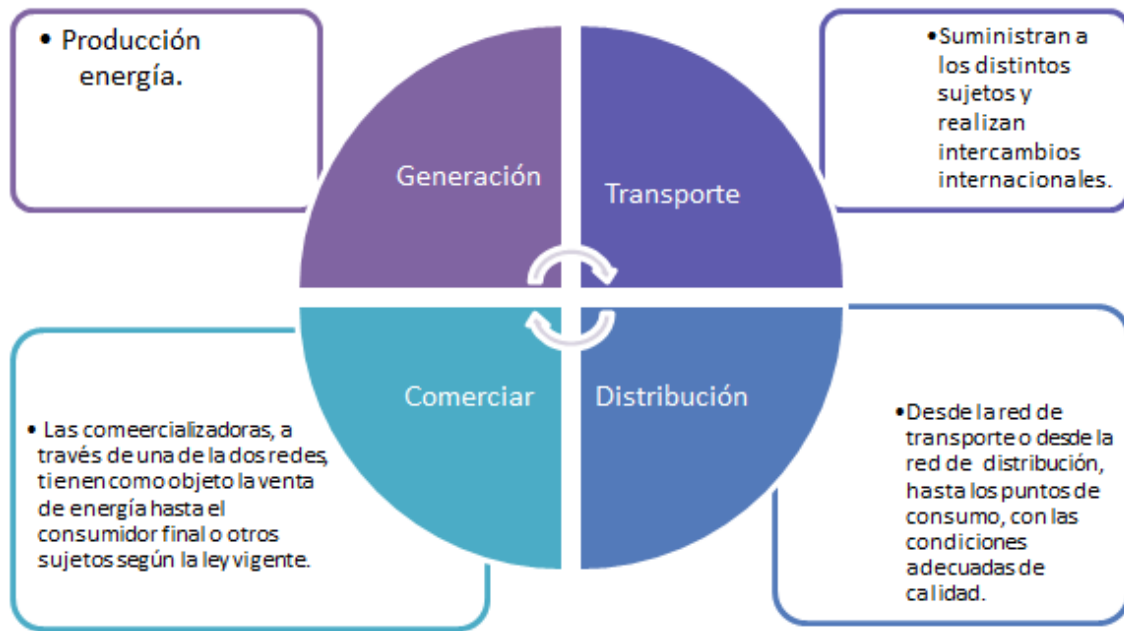 • Producción
energía.
Generación
Transporte
•Suministran a
los distintos
sujetos y
realizan
intercambios
internacionales.
Comerciar
• Las comeercializadoras, a
través de una de la dos redes,
tienen como objeto la venta
de energía hasta el
consumidor final o otros
sujetos según la ley vigente.
Distribución
•Desde la red de
transporte o desde la
red de distribución,
hasta los puntos de
consumo, con las
condiciones
adecuadas de
calidad.